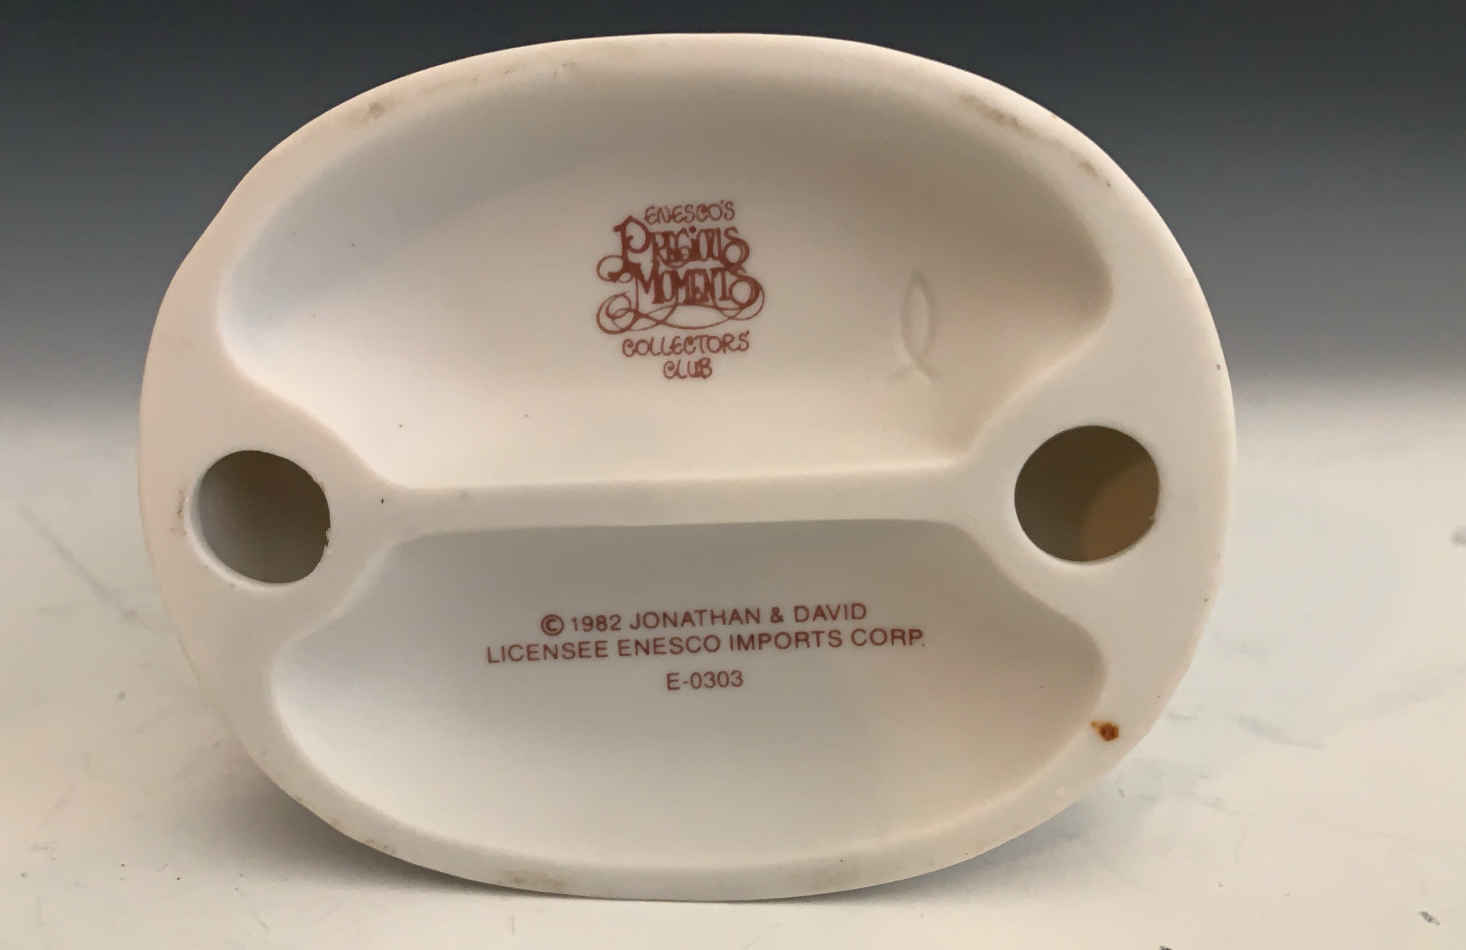 ENESCO'S
PRECIOUS
MOMENTS
COLLECTORS'
CLUB
© 1982 JONATHAN & DAVID
LICENSEE ENESCO IMPORTS CORP.
E-0303